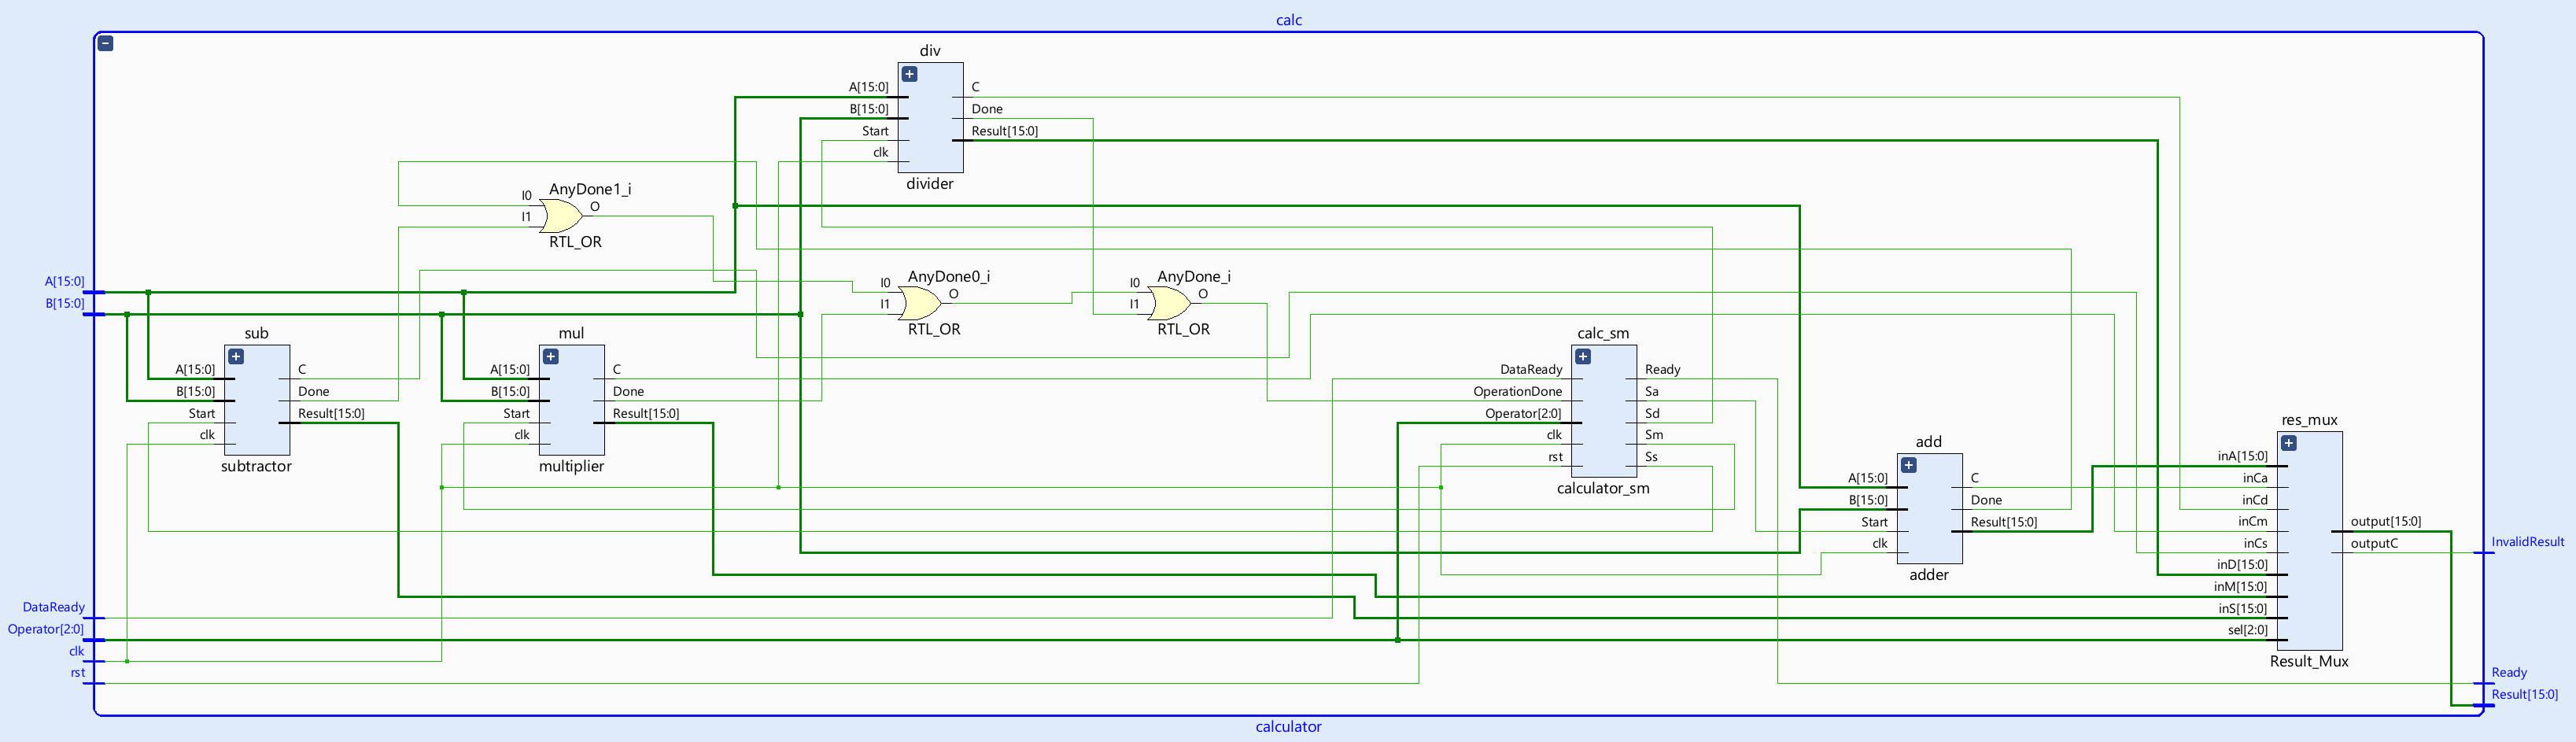 calc
div
A[15:0]
B[15:0]
Start
clk
C
Done
Result[15:0]
divider
AnyDone1_i
I0
I1
O
RTL_OR
AnyDone0_i
I0
I1
O
RTL_OR
AnyDone_i
I0
I1
O
RTL_OR
A[15:0]
B[15:0]
sub
A[15:0]
B[15:0]
Start
clk
C
Done
Result[15:0]
subtractor
mul
A[15:0]
B[15:0]
Start
clk
C
Done
Result[15:0]
multiplier
calc_sm
DataReady
OperationDone
Operator[2:0]
clk
rst
Ready
Sa
Sd
Sm
Ss
calculator_sm
add
A[15:0]
B[15:0]
Start
clk
C
Done
Result[15:0]
adder
res_mux
inA[15:0]
inCa
inCd
inCm
inCs
inD[15:0]
inM[15:0]
inS[15:0]
sel[2:0]
output[15:0]
outputC
Result_Mux
InvalidResult
DataReady
Operator[2:0]
clk
rst
Ready
Result[15:0]
calculator